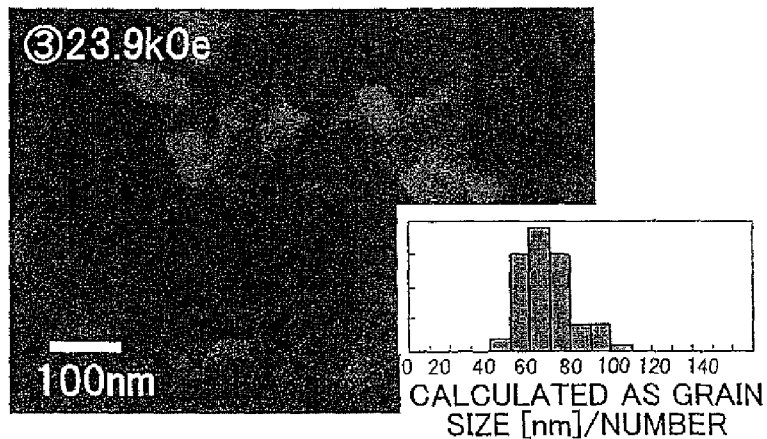 ③23.9kOe
100nm
0 20 40 60 80 100 120 140
CALCULATED AS GRAIN
SIZE [nm]/NUMBER